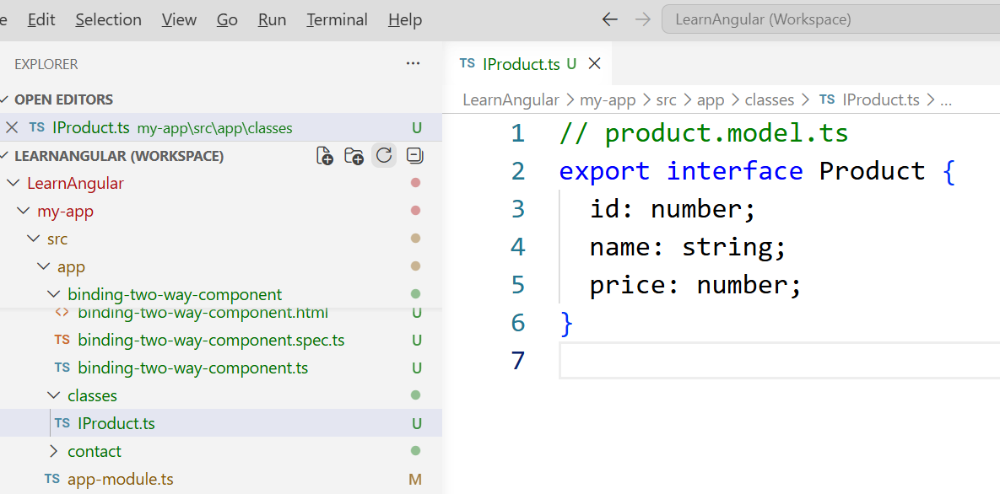 e Edit Selection View Go Run Terminal Help
LearnAngular (Workspace)
EXPLORER
TS IProduct.ts U
OPEN EDITORS
LearnAngular > my-app > src > app > classes > TS IProduct.ts > ...
TS IProduct.ts my-app\src\app\classes U
LEARNANGULAR (WORKSPACE)
LearnAngular
my-app
src
app
binding-two-way-component
<> binding-two-way-component.html U
TS binding-two-way-component.spec.ts U
TS binding-two-way-component.ts U
classes
TS IProduct.ts U
contact
TS app-module.ts M
1 // product.model.ts
2 export interface Product {
3 id: number;
4 name: string;
5 price: number;
6 }
7